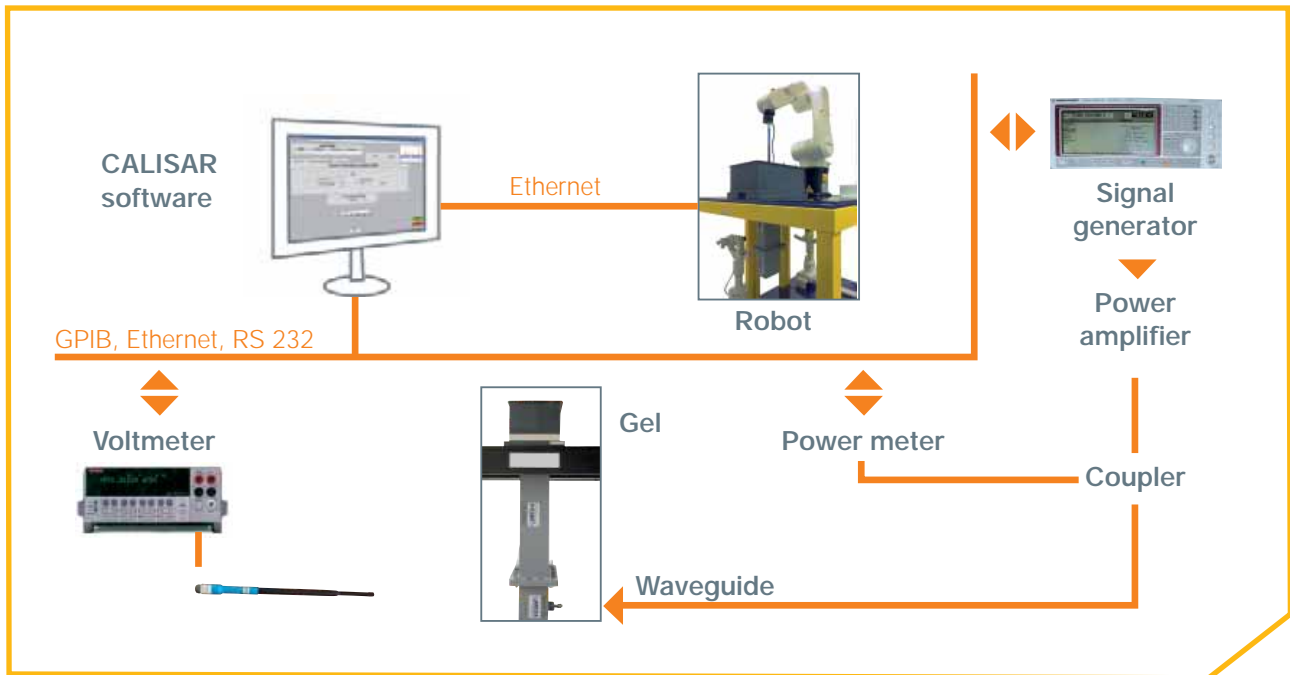 CALISAR
software
Ethernet
Robot
Signal
generator
Power
amplifier
GPIB, Ethernet, RS 232
Voltmeter
Gel
Power meter
Coupler
Waveguide